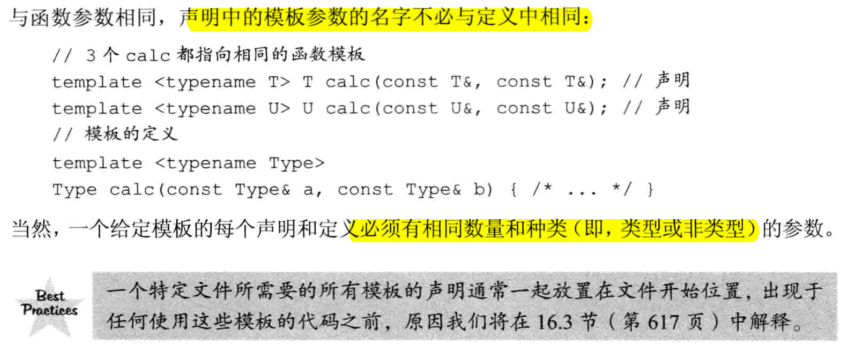 与函数参数相同，声明中的模板参数的名字不必与定义中相同：
// 3 个 calc 都指向相同的函数模板
template <typename T> T calc(const T&, const T&); // 声明
template <typename U> U calc(const U&, const U&); // 声明
// 模板的定义
template <typename Type>
Type calc(const Type& a, const Type& b) { /* ... */ }
当然，一个给定模板的每个声明和定义必须有相同数量和种类（即，类型或非类型）的参数。
Best
Practices
一个特定文件所需要的所有模板的声明通常一起放置在文件开始位置，出现于
任何使用这些模板的代码之前，原因我们将在 16.3 节（第 617 页）中解释。